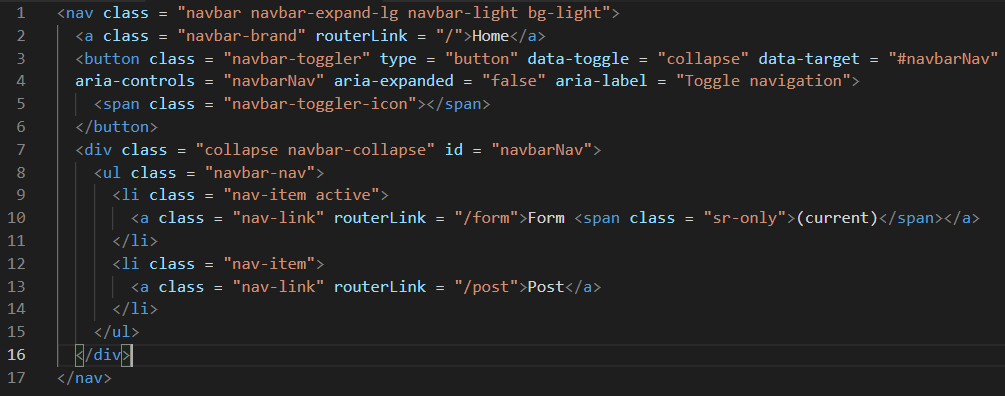 1 <nav class = "navbar navbar-expand-lg navbar-light bg-light">
2 <a class = "navbar-brand" routerLink = "/">Home</a>
3 <button class = "navbar-toggler" type = "button" data-toggle = "collapse" data-target = "#navbarNav"
4 aria-controls = "navbarNav" aria-expanded = "false" aria-label = "Toggle navigation">
5 <span class = "navbar-toggler-icon"></span>
6 </button>
7 <div class = "collapse navbar-collapse" id = "navbarNav">
8 <ul class = "navbar-nav">
9 <li class = "nav-item active">
10 <a class = "nav-link" routerLink = "/form">Form <span class = "sr-only">(current)</span></a>
11 </li>
12 <li class = "nav-item">
13 <a class = "nav-link" routerLink = "/post">Post</a>
14 </li>
15 </ul>
16 </div>
17 </nav>